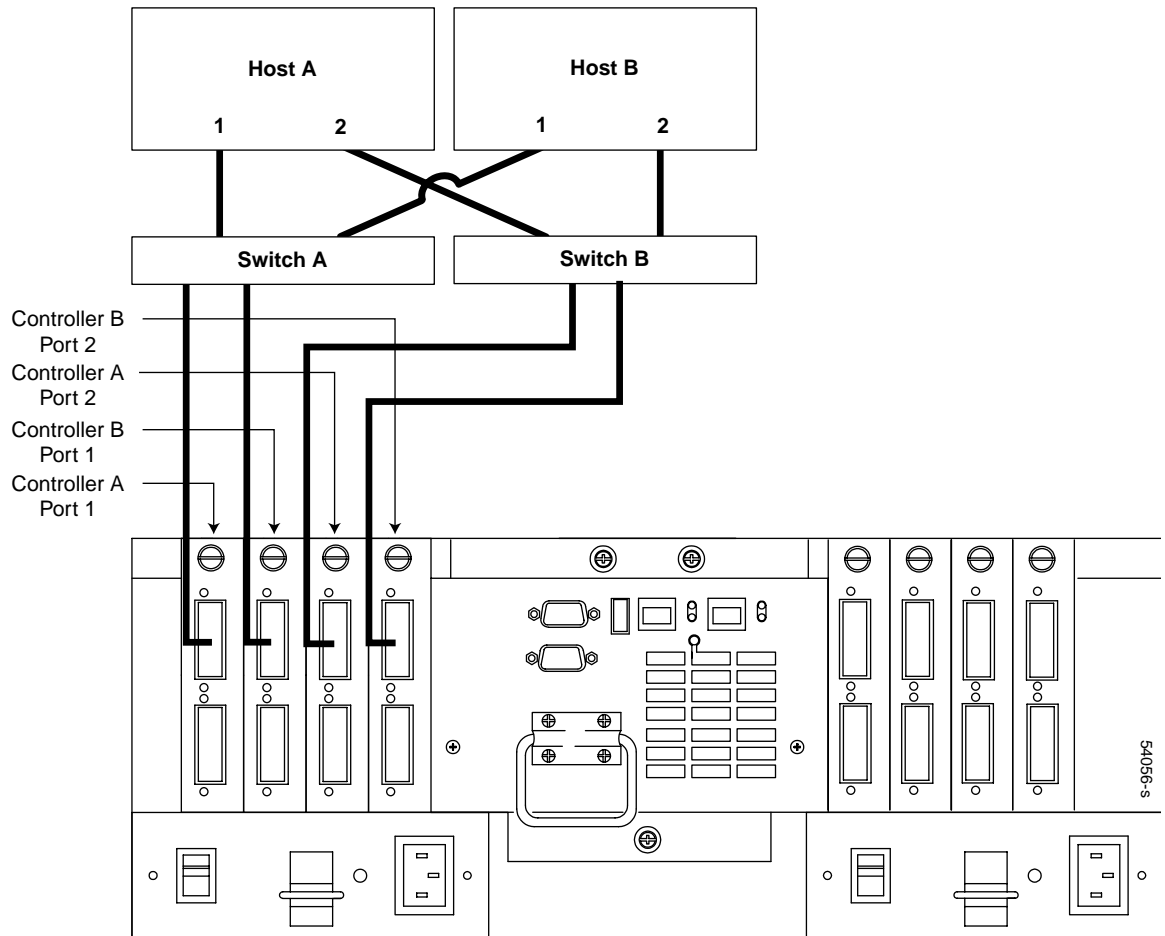 Host A
Host B
1
2
1
2
Switch A
Switch B
Controller B
Port 2
Controller A
Port 2
Controller B
Port 1
Controller A
Port 1
54056-s